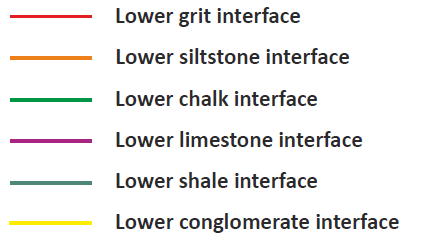 Lower grit interface
Lower siltstone interface
Lower chalk interface
Lower limestone interface
Lower shale interface
Lower conglomerate interface